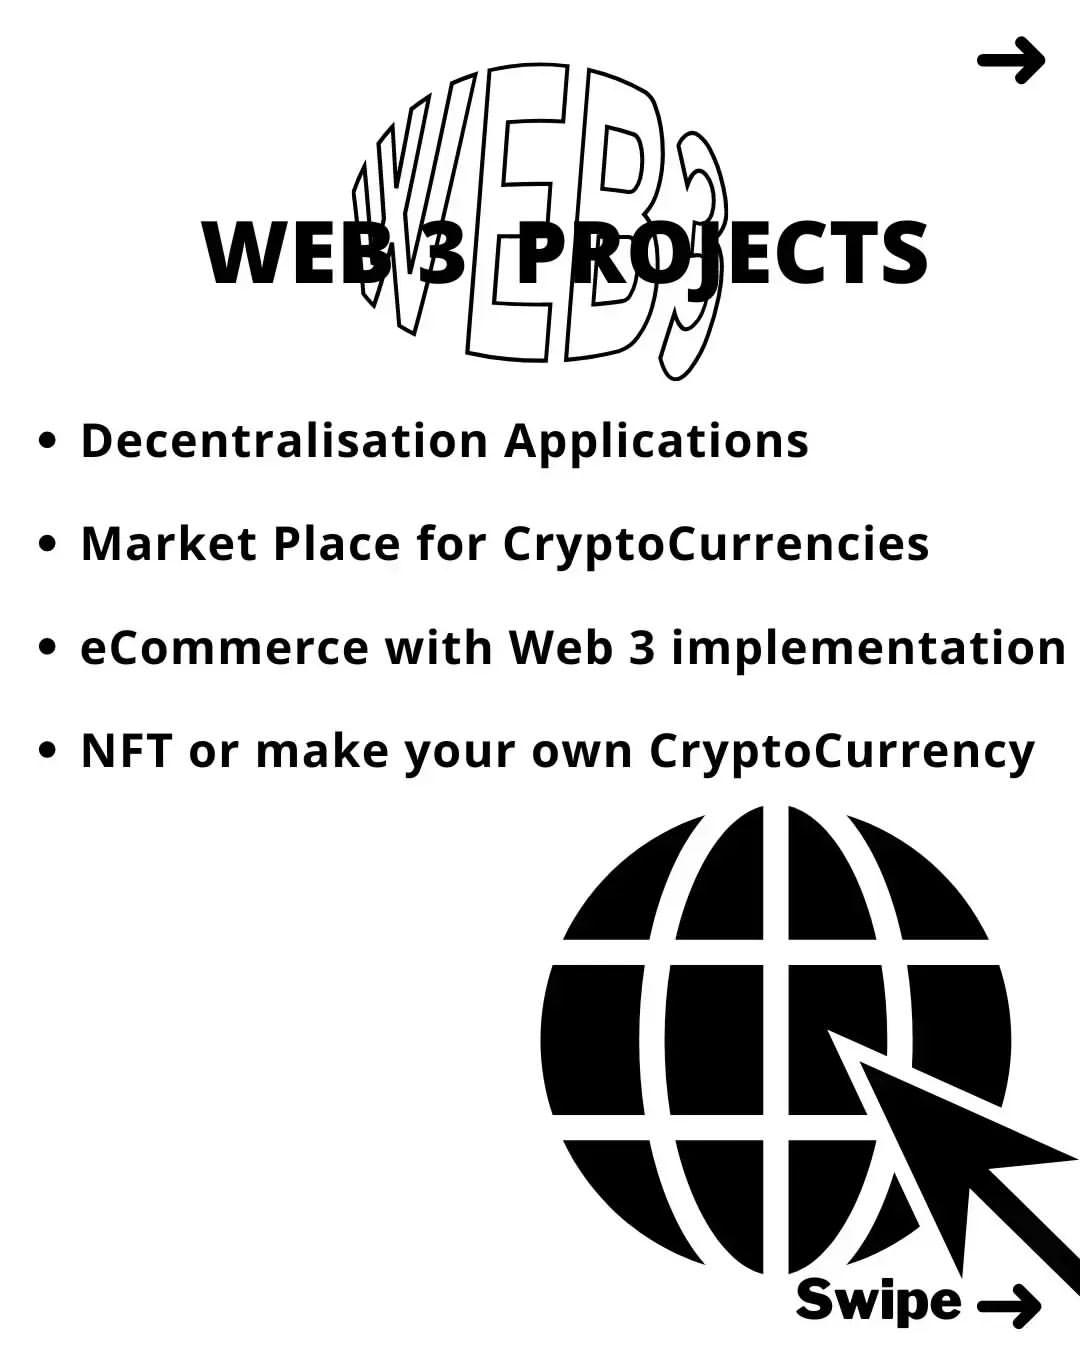 WEB3
WEB 3 PROJECTS
Decentralisation Applications
Market Place for CryptoCurrencies
eCommerce with Web 3 implementation
NFT or make your own CryptoCurrency
Swipe